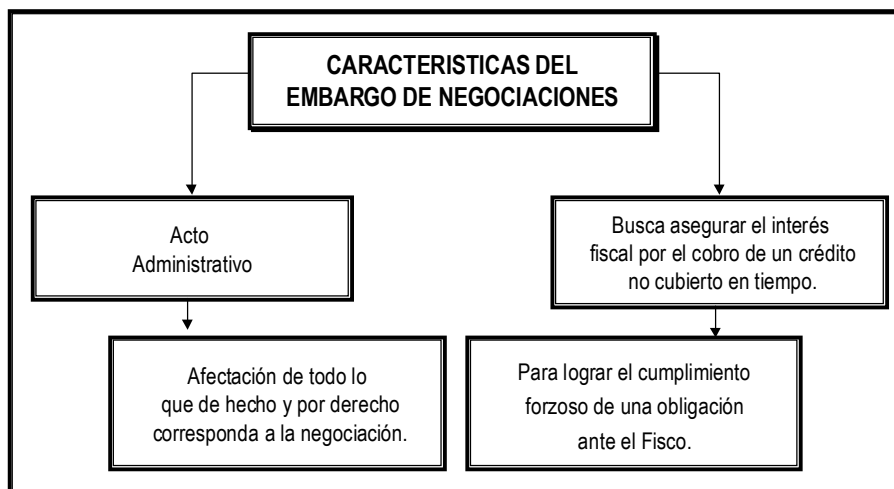 CARACTERISTICAS DEL
EMBARGO DE NEGOCIACIONES
Acto
Administrativo
Busca asegurar el interés
fiscal por el cobro de un crédito
no cubierto en tiempo.
Afectación de todo lo
que de hecho y por derecho
corresponda a la negociación.
Para lograr el cumplimiento
forzoso de una obligación
ante el Fisco.